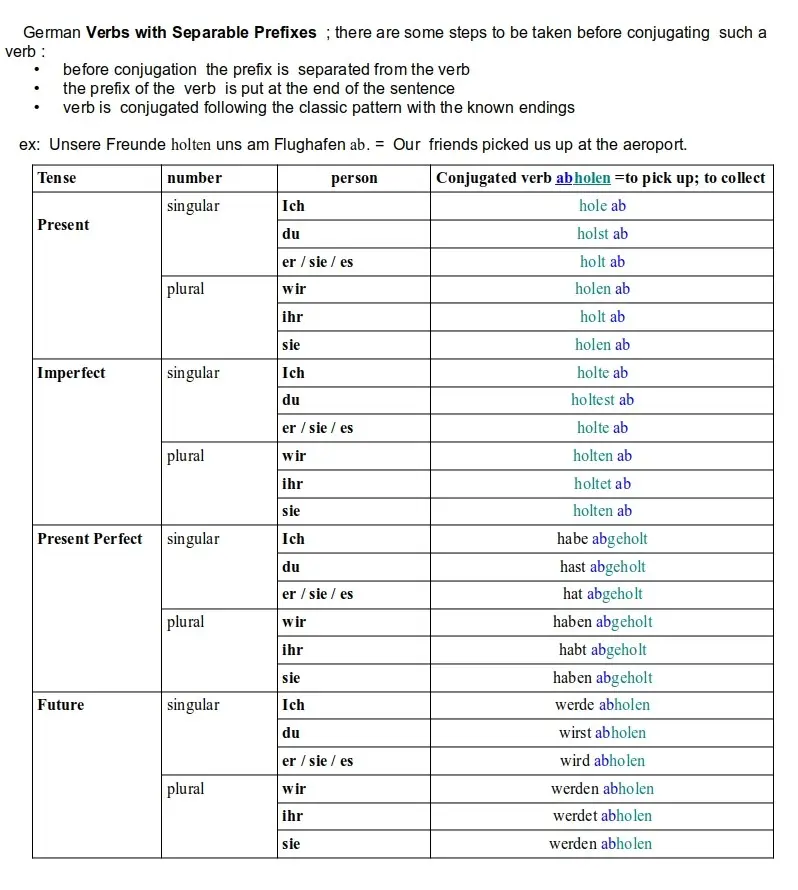 German Verbs with Separable Prefixes ; there are some steps to be taken before conjugating such a
verb :
• before conjugation the prefix is separated from the verb
• the prefix of the verb is put at the end of the sentence
• verb is conjugated following the classic pattern with the known endings
ex: Unsere Freunde holten uns am Flughafen ab. = Our friends picked us up at the aeroport.
Tense number person Conjugated verb abholen =to pick up; to collect
Present singular Ich hole ab
du holst ab
er / sie / es holt ab
plural wir holen ab
ihr holt ab
sie holen ab
Imperfect singular Ich holte ab
du holtest ab
er / sie / es holte ab
plural wir holten ab
ihr holtet ab
sie holten ab
Present Perfect singular Ich habe abgeholt
du hast abgeholt
er / sie / es hat abgeholt
plural wir haben abgeholt
ihr habt abgeholt
sie haben abgeholt
Future singular Ich werde abholen
du wirst abholen
er / sie / es wird abholen
plural wir werden abholen
ihr werdet abholen
sie werden abholen